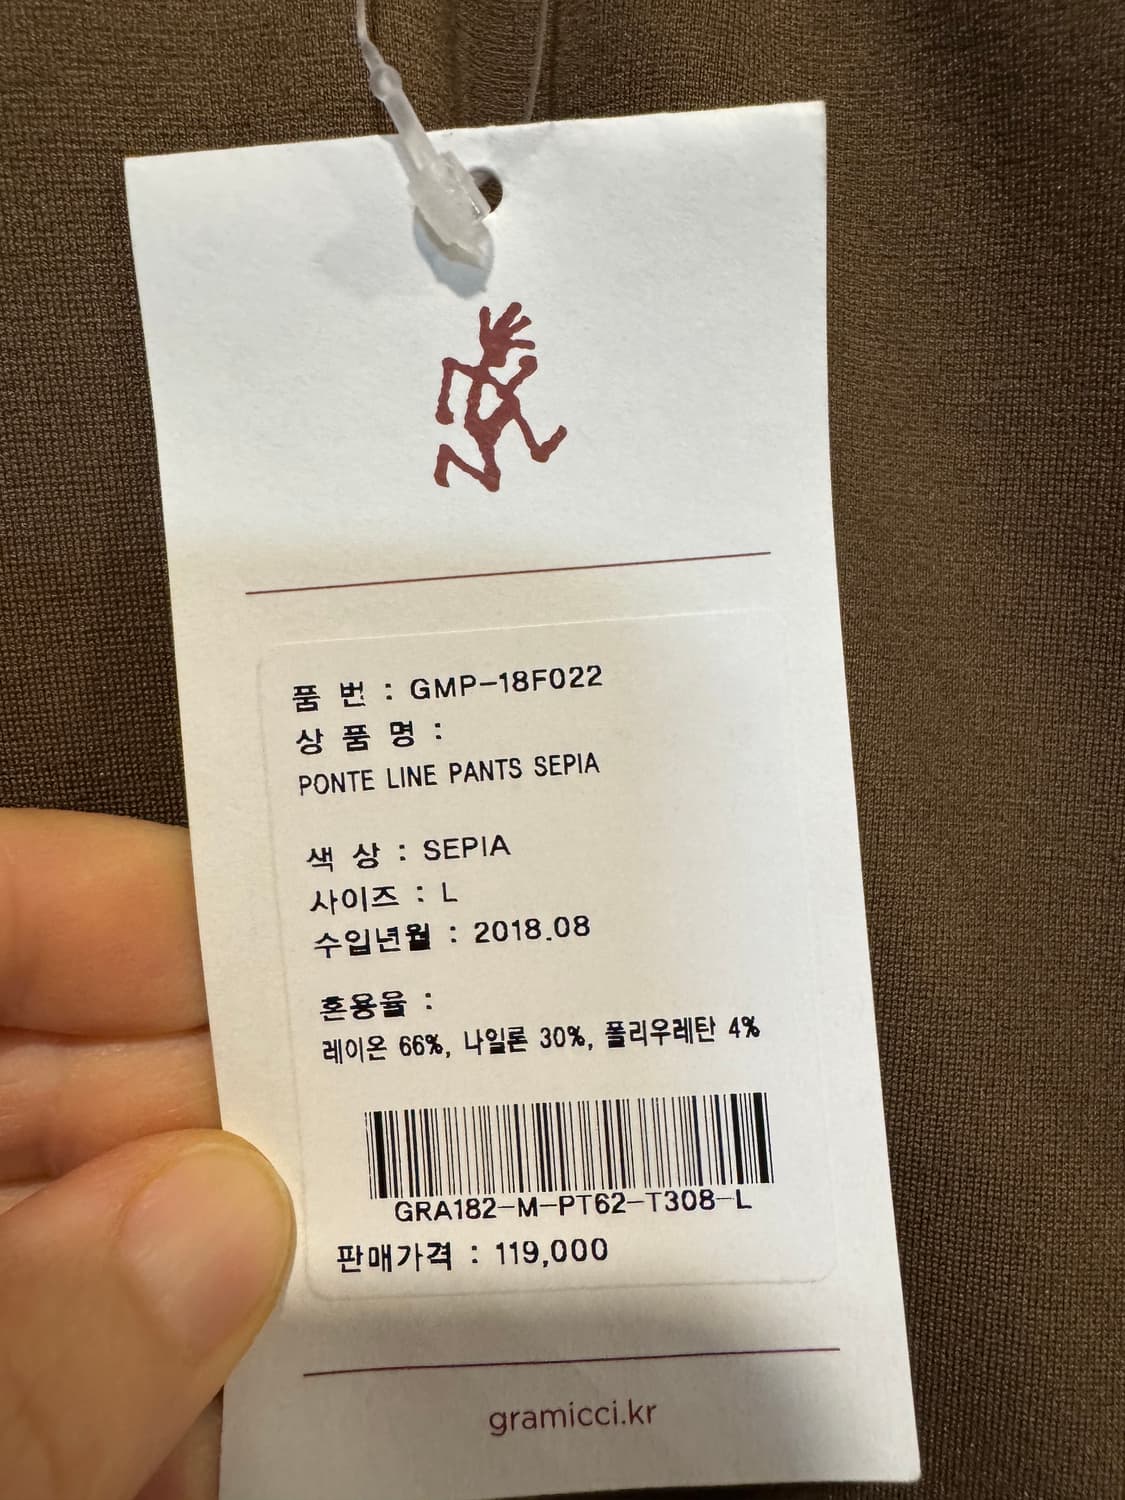 품 번 : GMP-18F022
상 품 명 :
PONTE LINE PANTS SEPIA
색 상 : SEPIA
사이즈 : L
수입년월 : 2018.08
혼용율 :
레이온 66%, 나일론 30%, 폴리우레탄 4%
GRA182-M-PT62-T308-L
판매가격 : 119,000
gramicci.kr